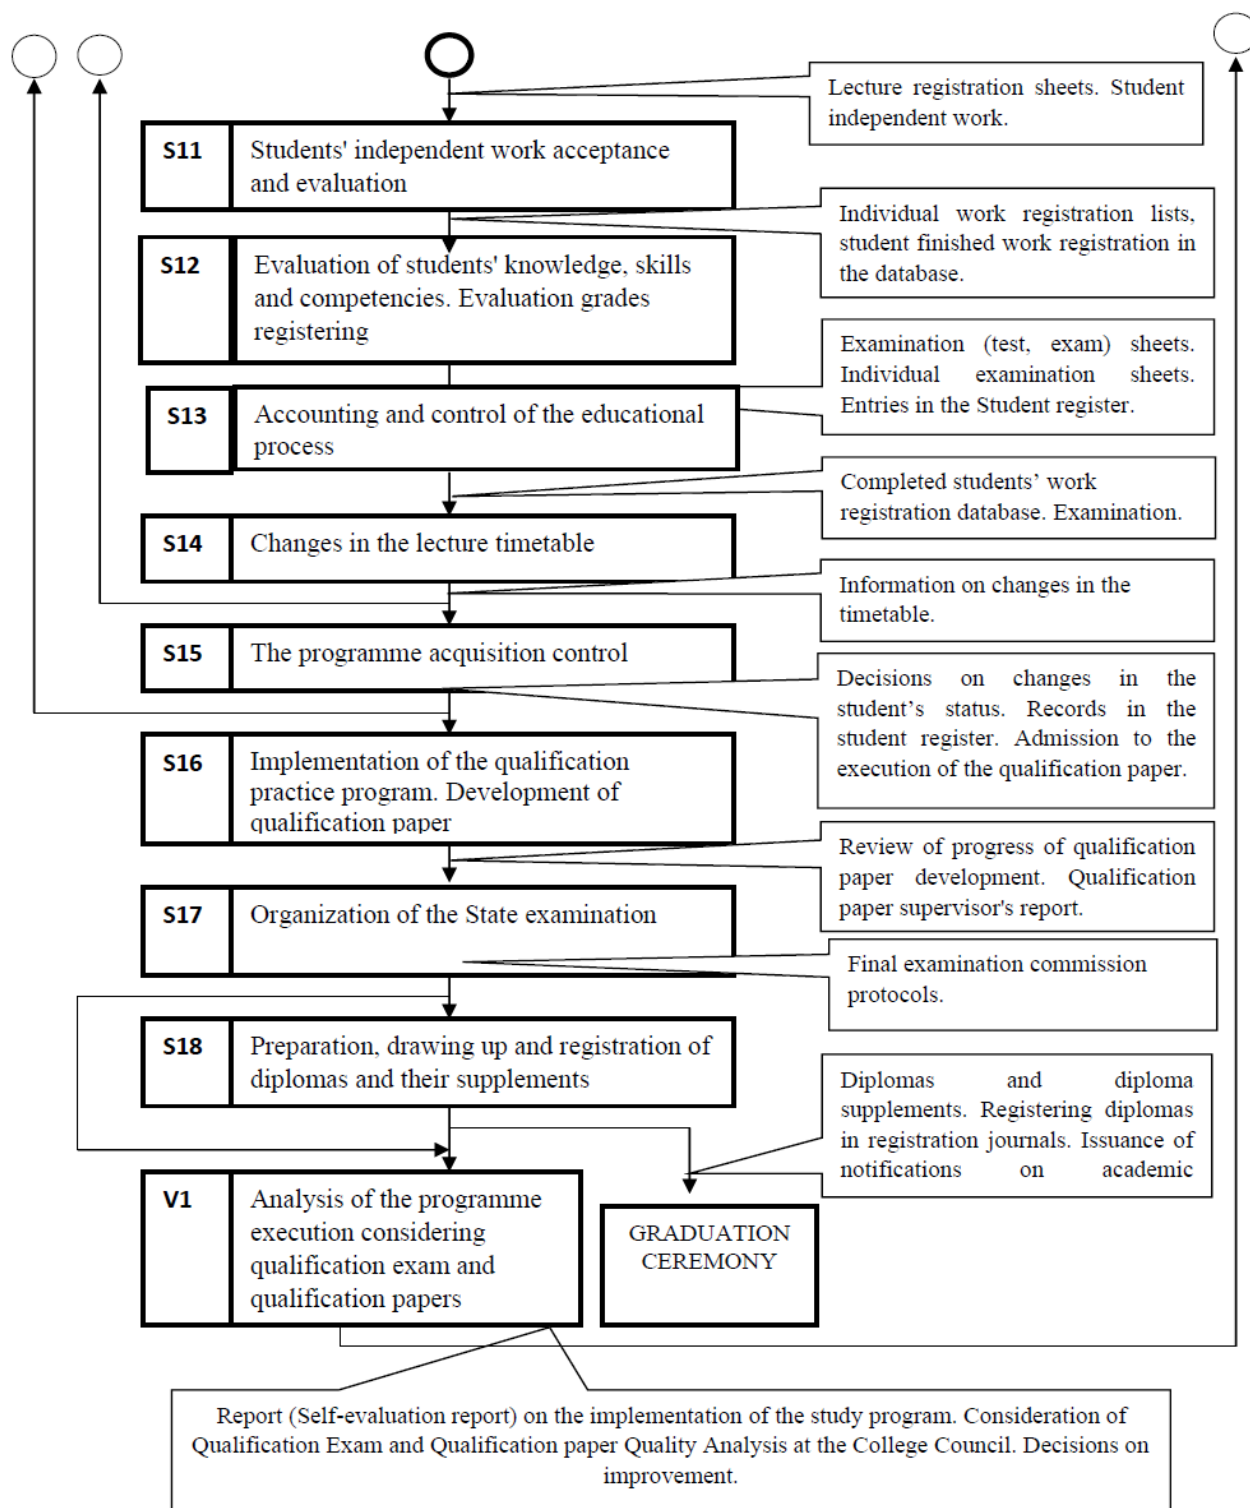 Lecture registration sheets. Student
independent work.
S11
Students' independent work acceptance
and evaluation
Individual work registration lists,
student finished work registration in
the database.
S12
Evaluation of students' knowledge, skills
and competencies. Evaluation grades
registering
Examination (test, exam) sheets.
Individual examination sheets.
Entries in the Student register.
S13
Accounting and control of the educational
process
Completed students’ work
registration database. Examination.
S14
Changes in the lecture timetable
Information on changes in the
timetable.
S15
The programme acquisition control
Decisions on changes in the
student’s status. Records in the
student register. Admission to the
execution of the qualification paper.
S16
Implementation of the qualification
practice program. Development of
qualification paper
Review of progress of qualification
paper development. Qualification
paper supervisor's report.
S17
Organization of the State examination
Final examination commission
protocols.
S18
Preparation, drawing up and registration of
diplomas and their supplements
Diplomas and diploma
supplements. Registering diplomas
in registration journals. Issuance of
notifications on academic
V1
Analysis of the programme
execution considering
qualification exam and
qualification papers
GRADUATION
CEREMONY
Report (Self-evaluation report) on the implementation of the study program. Consideration of
Qualification Exam and Qualification paper Quality Analysis at the College Council. Decisions on
improvement.